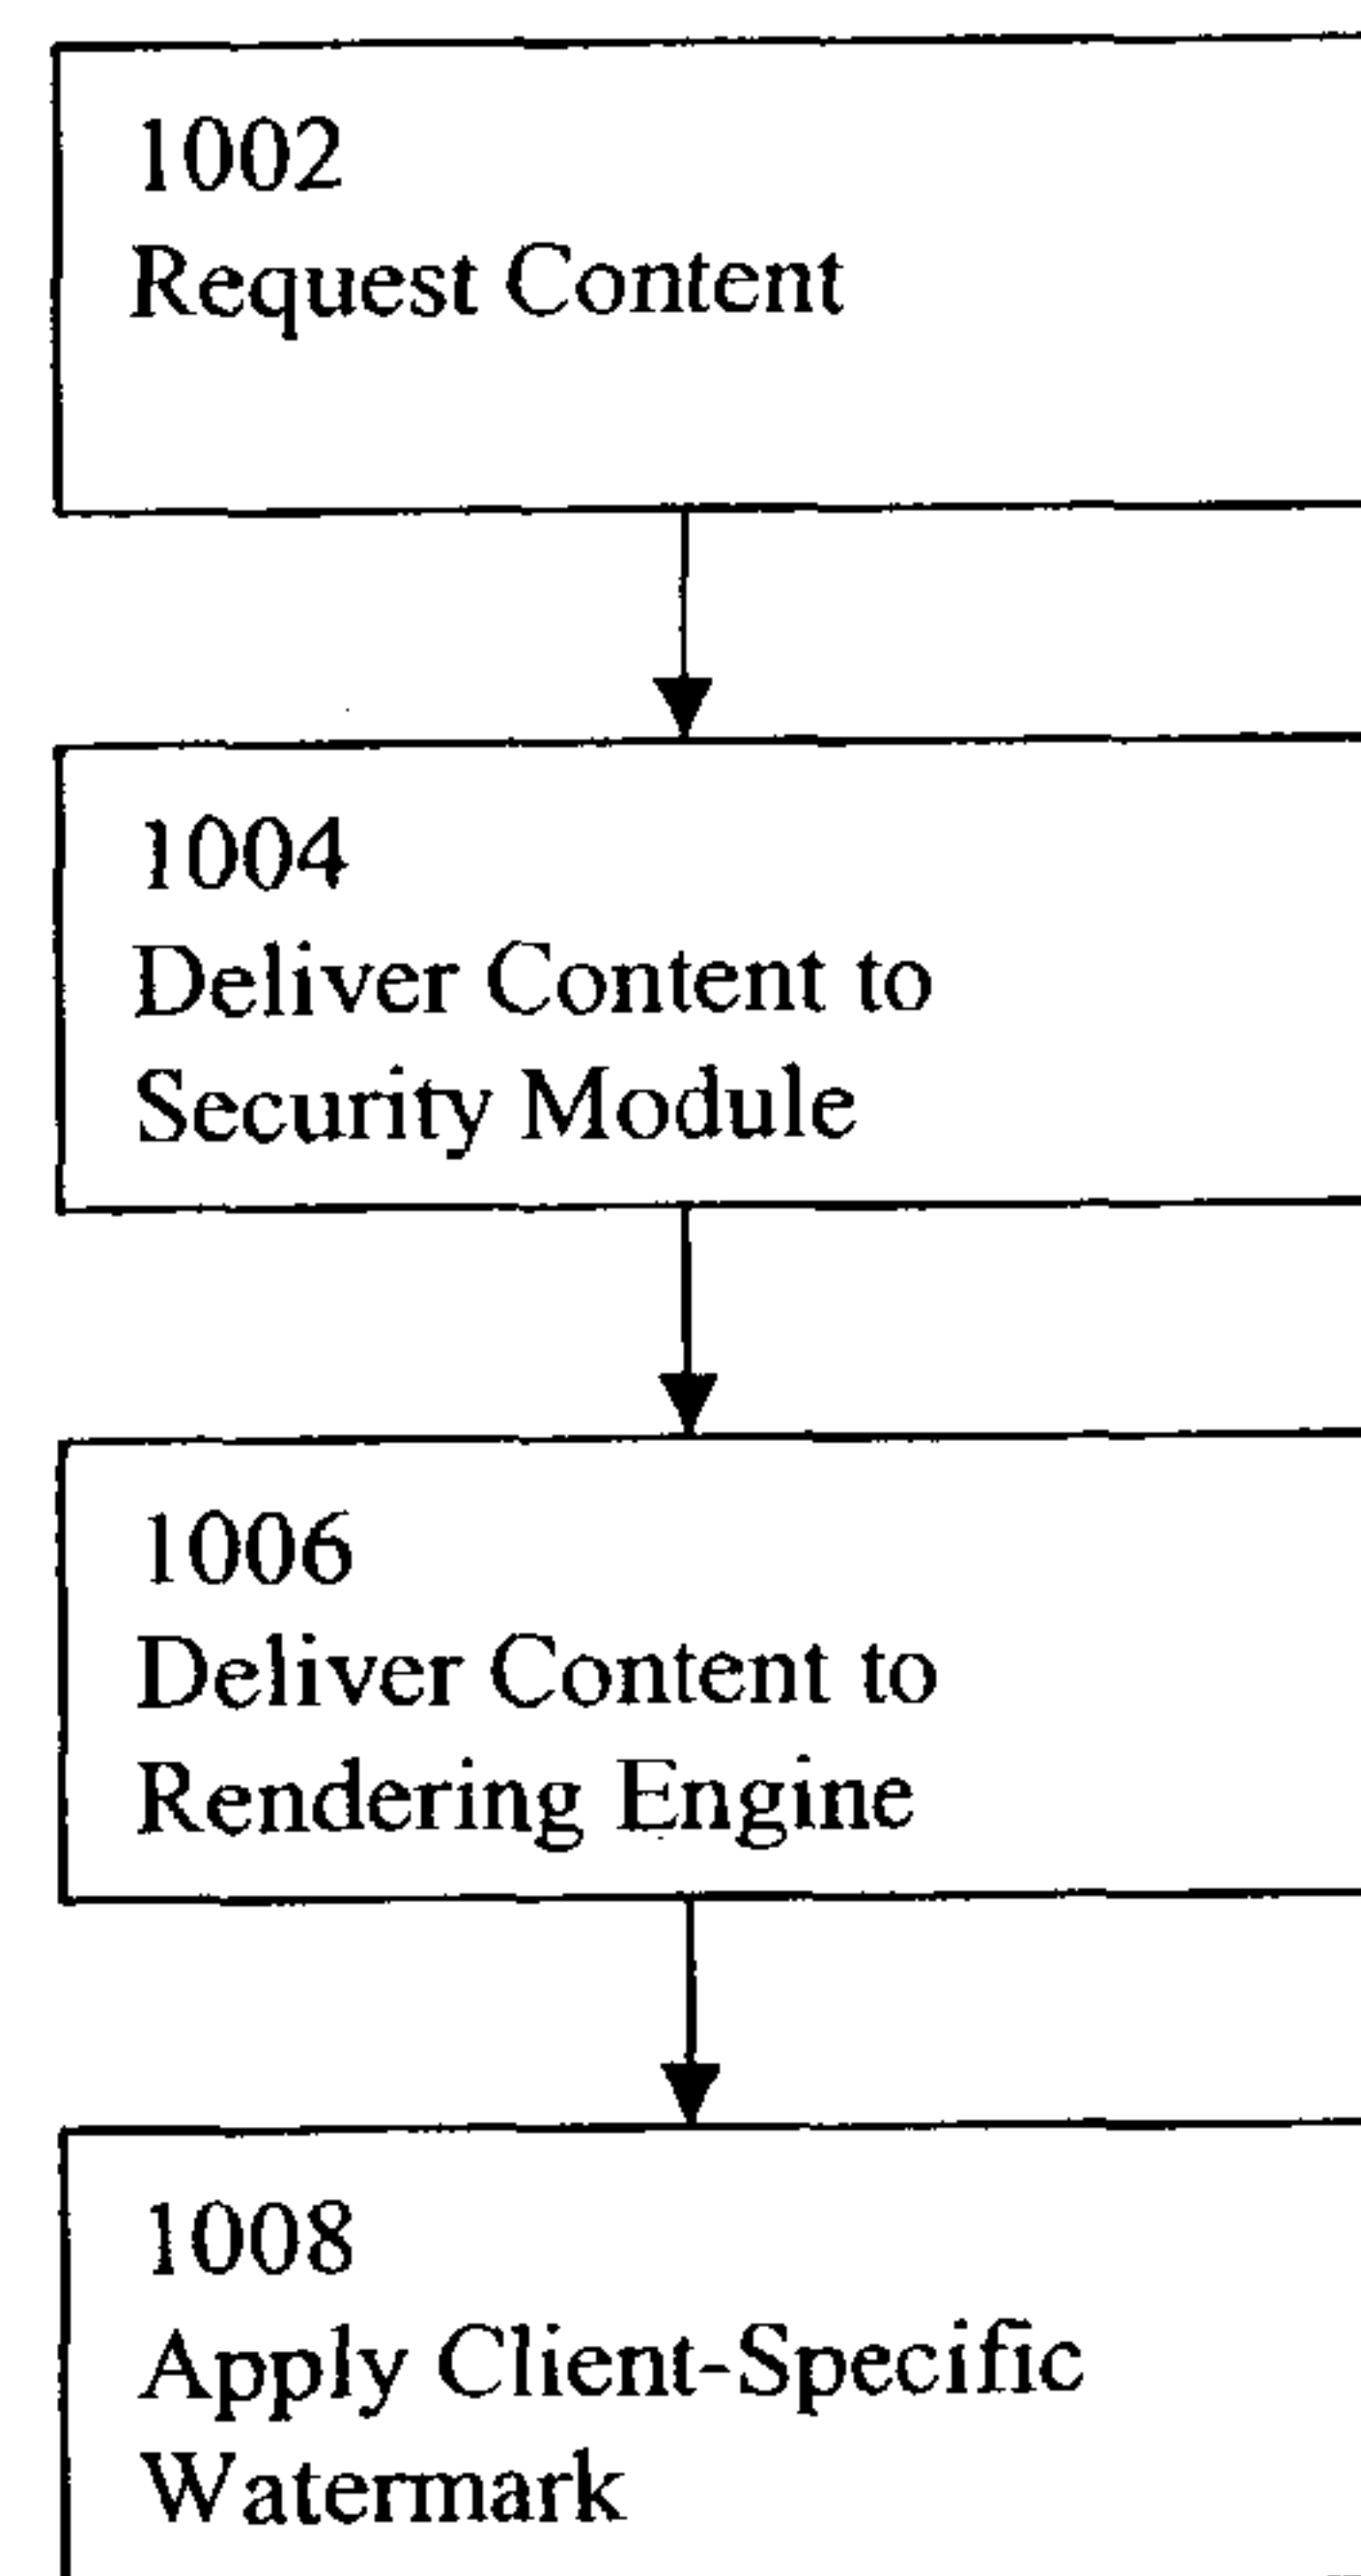 1002
Request Content
1004
Deliver Content to
Security Module
1006
Deliver Content to
Rendering Engine
1008
Apply Client-Specific
Watermark